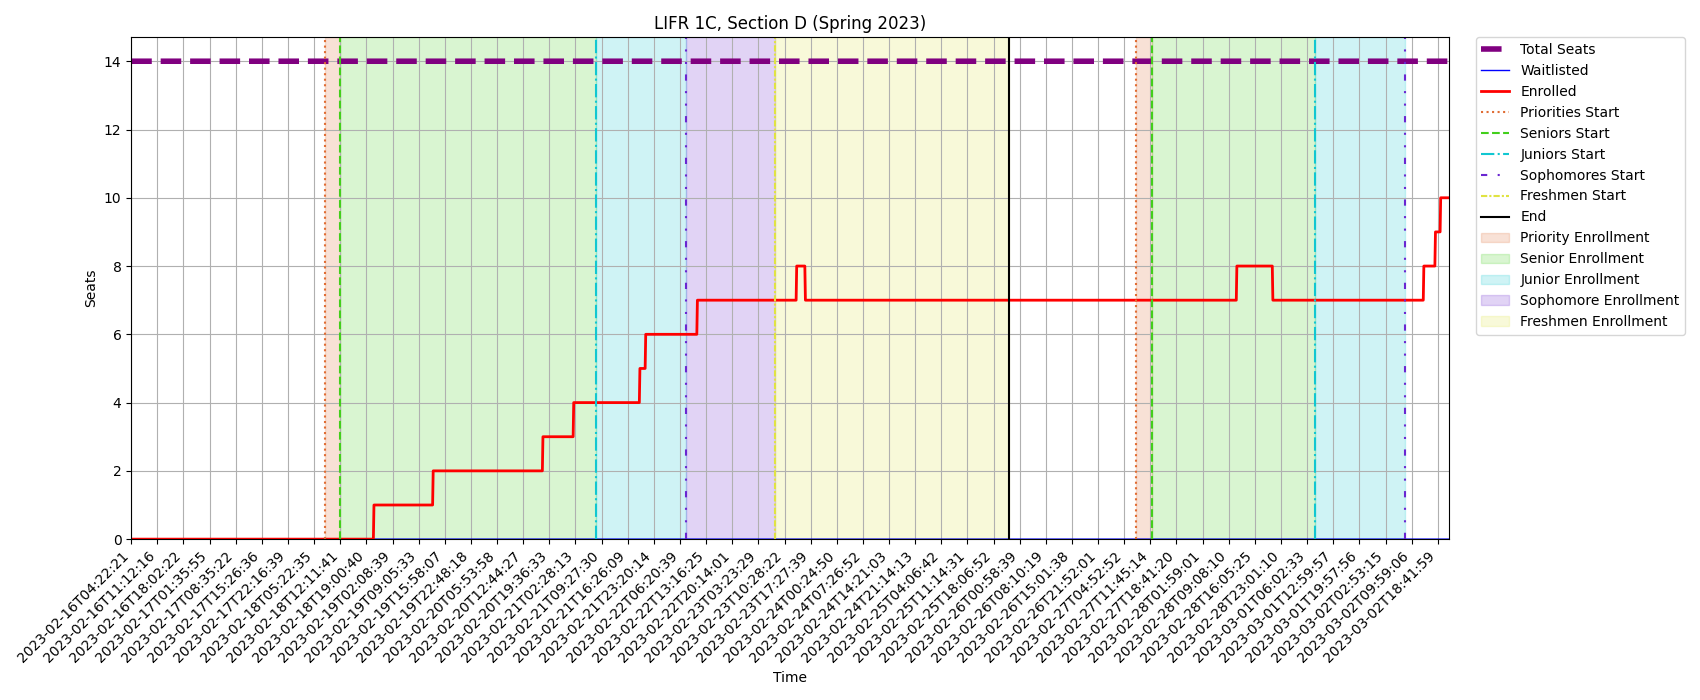 LIFR 1C, Section D (Spring 2023)
Seats
14
12
10
8
6
4
2
0
2023-02-16T04:22:21
2023-02-16T11:12:16
2023-02-16T18:02:22
2023-02-17T01:35:55
2023-02-17T08:35:22
2023-02-17T15:26:36
2023-02-17T22:16:39
2023-02-18T05:22:35
2023-02-18T12:11:41
2023-02-18T19:00:40
2023-02-19T02:08:39
2023-02-19T09:05:33
2023-02-19T15:58:07
2023-02-19T22:48:18
2023-02-20T05:53:58
2023-02-20T12:44:27
2023-02-20T19:36:33
2023-02-21T02:28:13
2023-02-21T09:27:30
2023-02-21T16:26:09
2023-02-21T23:20:14
2023-02-22T06:20:39
2023-02-22T13:16:25
2023-02-22T20:14:01
2023-02-23T03:23:29
2023-02-23T10:28:22
2023-02-23T17:27:39
2023-02-24T00:24:50
2023-02-24T07:26:52
2023-02-24T14:21:03
2023-02-24T21:14:13
2023-02-25T04:06:42
2023-02-25T11:14:31
2023-02-25T18:06:52
2023-02-26T00:58:39
2023-02-26T08:10:19
2023-02-26T15:01:38
2023-02-26T21:52:01
2023-02-27T04:52:52
2023-02-27T11:45:14
2023-02-27T18:41:20
2023-02-28T01:59:01
2023-02-28T09:08:10
2023-02-28T16:05:25
2023-02-28T23:01:10
2023-03-01T06:02:33
2023-03-01T12:59:57
2023-03-01T19:57:56
2023-03-02T02:53:15
2023-03-02T09:59:06
2023-03-02T18:41:59
Time
Total Seats
Waitlisted
Enrolled
Priorities Start
Seniors Start
Juniors Start
Sophomores Start
Freshmen Start
End
Priority Enrollment
Senior Enrollment
Junior Enrollment
Sophomore Enrollment
Freshmen Enrollment